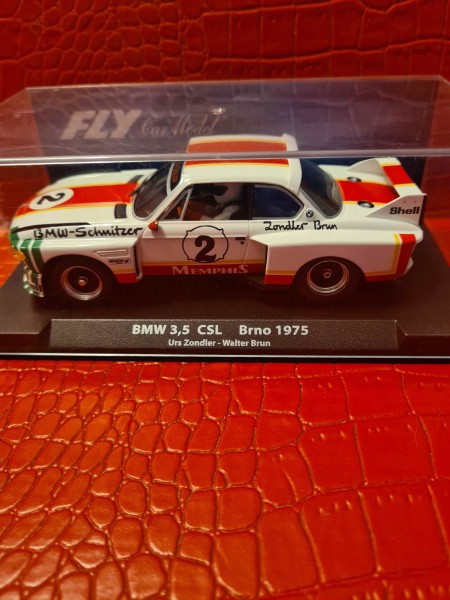 FLY Car Model
2
BMW-Schnitzer
2
Zondler Brun
Shell
MEMPHIS
BMW 3,5 CSL Brno 1975
Urs Zondler - Walter Brun